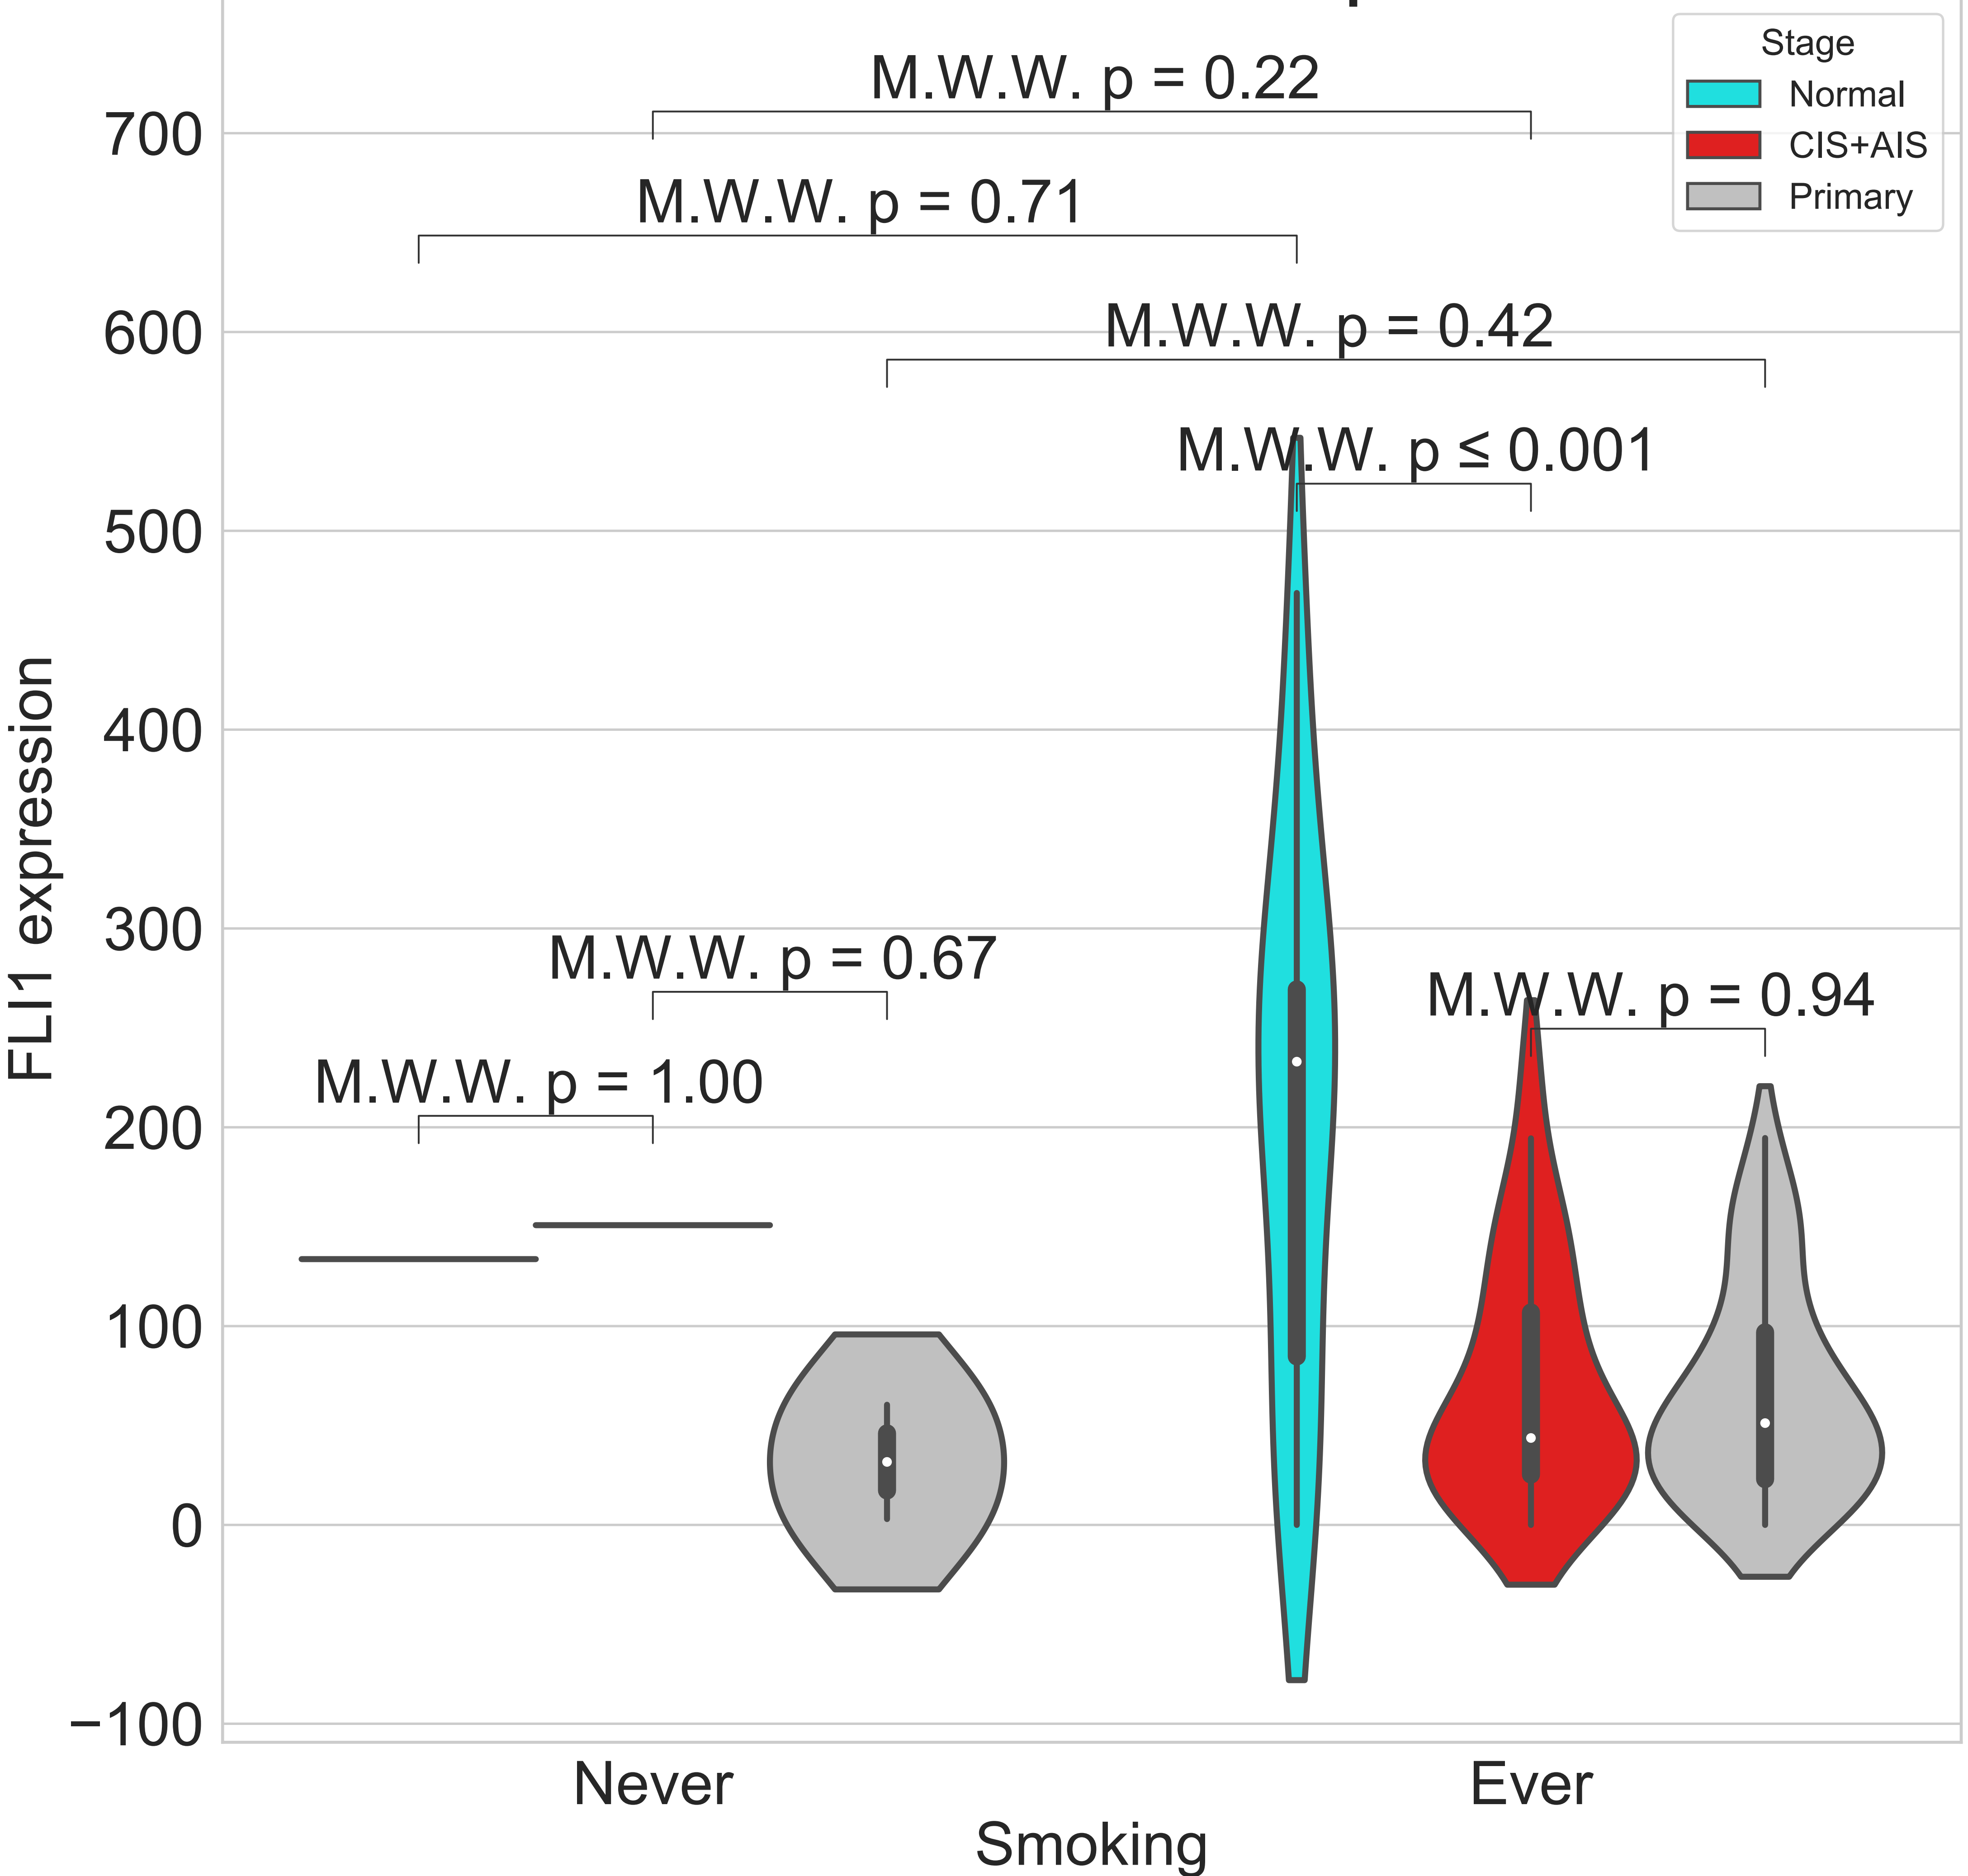 Stage
Normal
CIS+AIS
Primary
M.W.W. p = 0.22
M.W.W. p = 0.71
M.W.W. p = 0.42
M.W.W. p ≤ 0.001
M.W.W. p = 0.67
M.W.W. p = 0.94
M.W.W. p = 1.00
700
600
500
400
300
200
100
0
−100
FLI1 expression
Never
Ever
Smoking